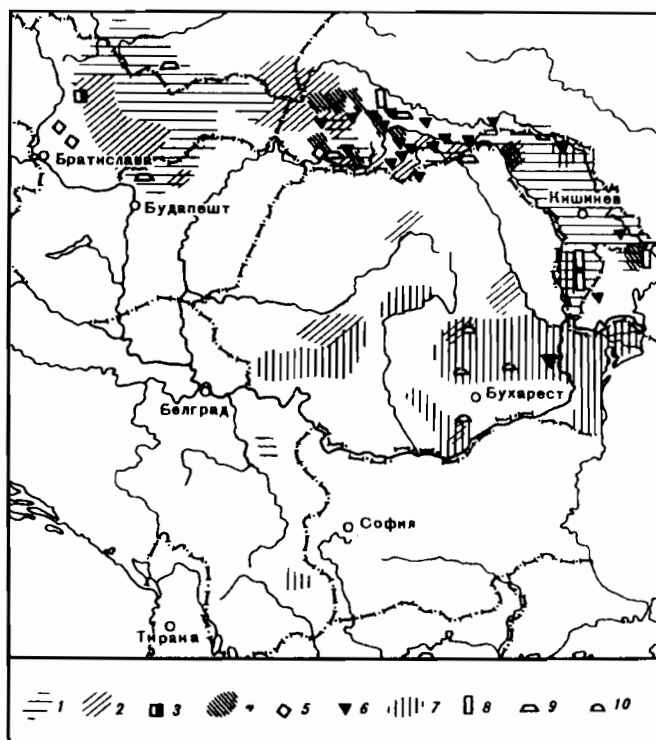 Братислава
Будапешт
Кишинев
Бухарест
Белград
София
Тирана
1 2 3 4 5 6 7 8 9 10